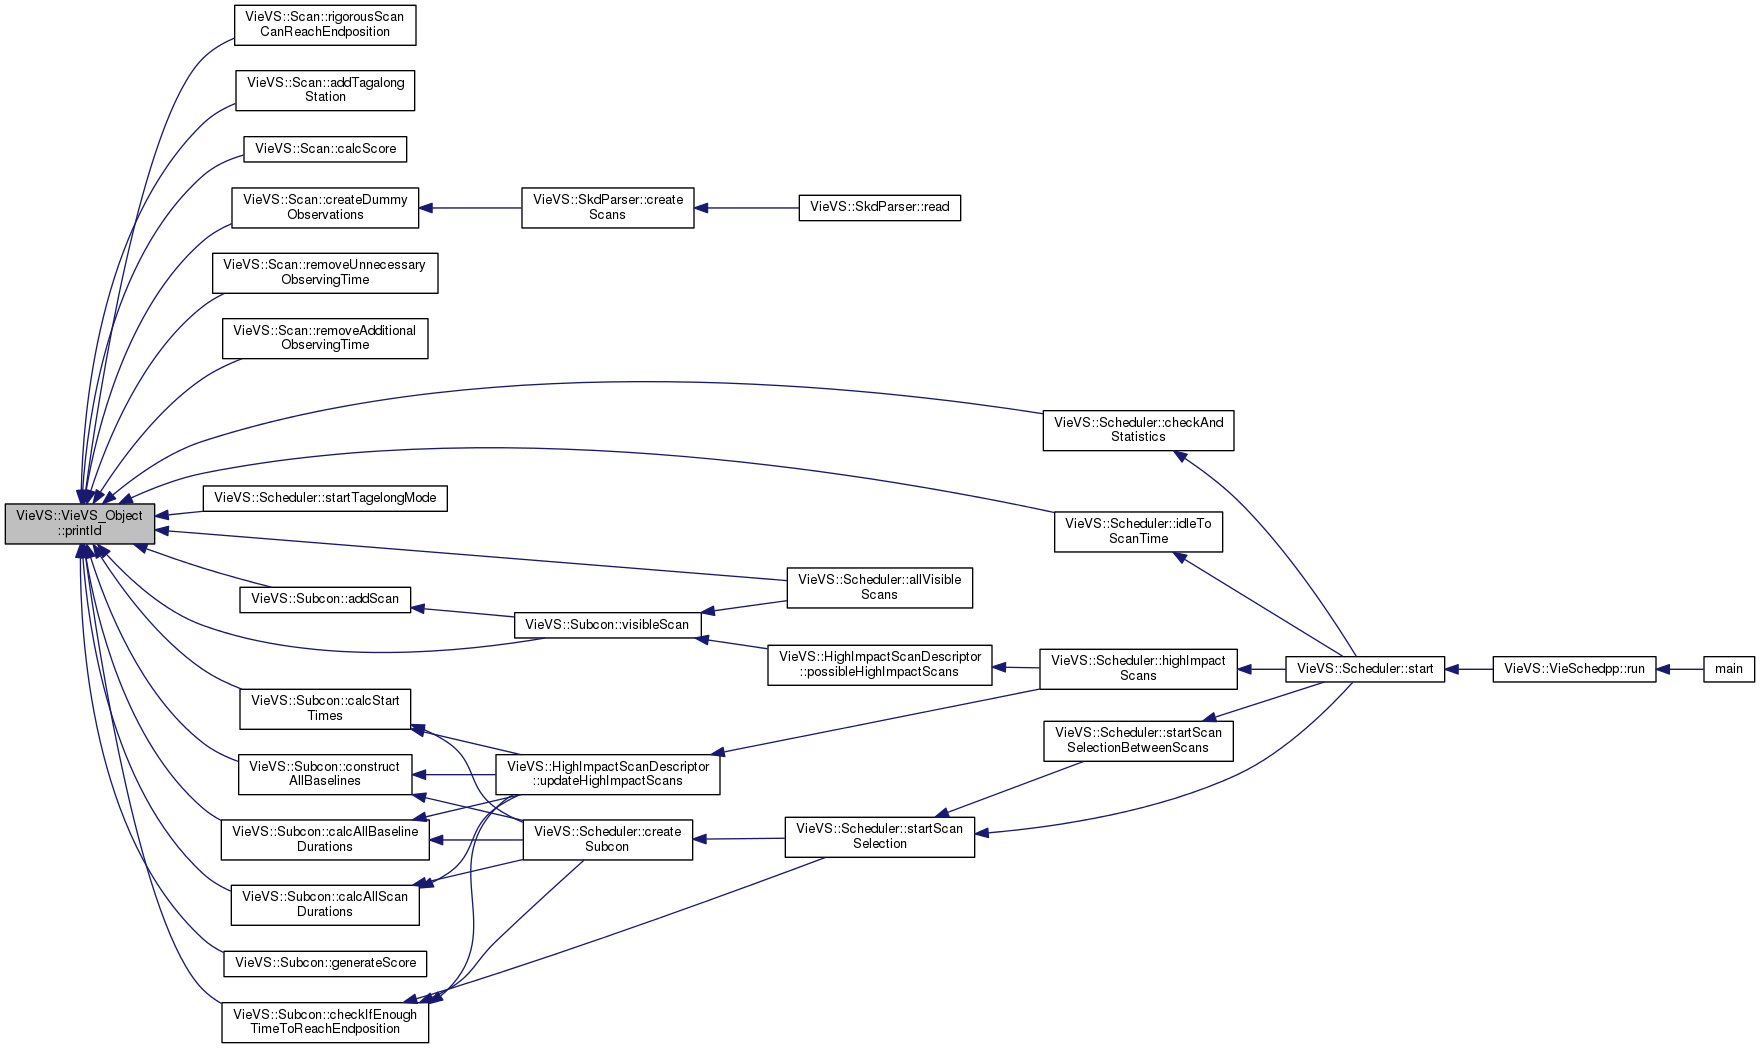 VieVS::Scan::rigorousScan
CanReachEndposition
VieVS::Scan::addTagalong
Station
VieVS::Scan::calcScore
VieVS::Scan::createDummy
Observations
VieVS::SkdParser::create
Scans
VieVS::SkdParser::read
VieVS::Scan::removeUnnecessary
ObservingTime
VieVS::Scan::removeAdditional
ObservingTime
VieVS::Scheduler::checkAnd
Statistics
VieVS::Scheduler::startTagelongMode
VieVS::VieVS_Object
::printId
VieVS::Scheduler::idleTo
ScanTime
VieVS::Scheduler::allVisible
Scans
VieVS::Subcon::addScan
VieVS::Subcon::visibleScan
VieVS::HighImpactScanDescriptor
::possibleHighImpactScans
VieVS::Scheduler::highImpact
Scans
VieVS::Scheduler::start
VieVS::VieSchedpp::run
main
VieVS::Subcon::calcStart
Times
VieVS::Scheduler::startScan
SelectionBetweenScans
VieVS::Subcon::construct
AllBaselines
VieVS::HighImpactScanDescriptor
::updateHighImpactScans
VieVS::Subcon::calcAllBaseline
Durations
VieVS::Scheduler::create
Subcon
VieVS::Scheduler::startScan
Selection
VieVS::Subcon::calcAllScan
Durations
VieVS::Subcon::generateScore
VieVS::Subcon::checkIfEnough
TimeToReachEndposition